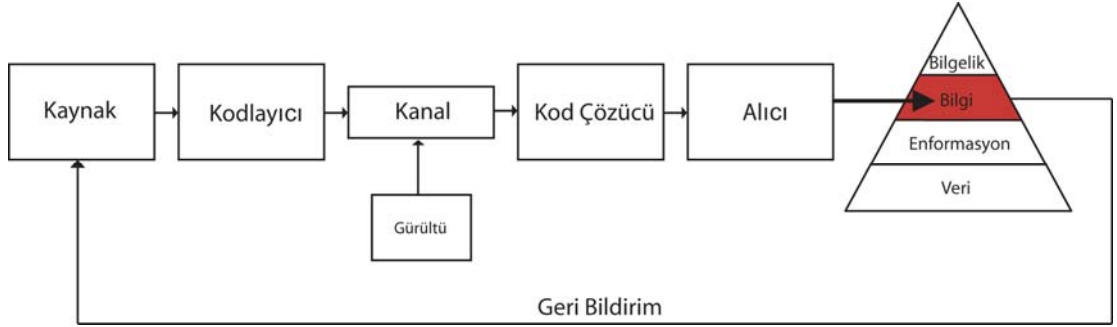 Kaynak
Kodlayıcı
Kanal
Kod Çözücü
Alıcı
Bilgelik
Bilgi
Enformasyon
Veri
Gürültü
Geri Bildirim